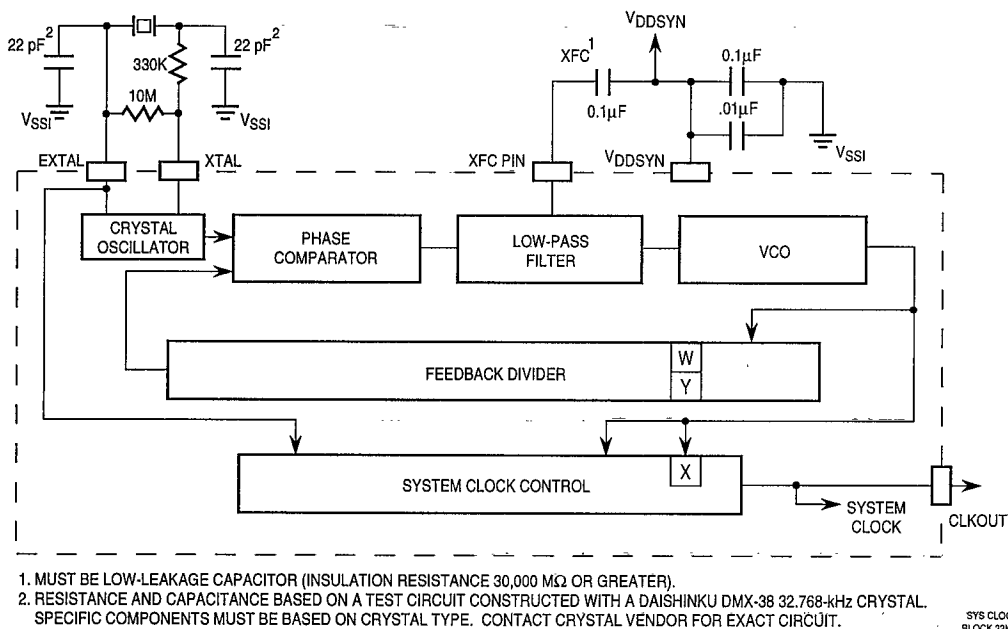 22 pF2
22 pF2
330K
10M
VSSI
VSSI
VDDSYN
XFC1
0.1µF
0.1µF
.01µF
VSSI
EXTAL
XTAL
XFC PIN
VDDSYN
CRYSTAL
OSCILLATOR
PHASE
COMPARATOR
LOW-PASS
FILTER
VCO
FEEDBACK DIVIDER
W
Y
SYSTEM CLOCK CONTROL
X
SYSTEM
CLOCK
CLKOUT
1. MUST BE LOW-LEAKAGE CAPACITOR (INSULATION RESISTANCE 30,000 MΩ OR GREATER).
2. RESISTANCE AND CAPACITANCE BASED ON A TEST CIRCUIT CONSTRUCTED WITH A DAISHINKU DMX-38 32.768-kHz CRYSTAL.
SPECIFIC COMPONENTS MUST BE BASED ON CRYSTAL TYPE. CONTACT CRYSTAL VENDOR FOR EXACT CIRCUIT.
SYS
BLOCK